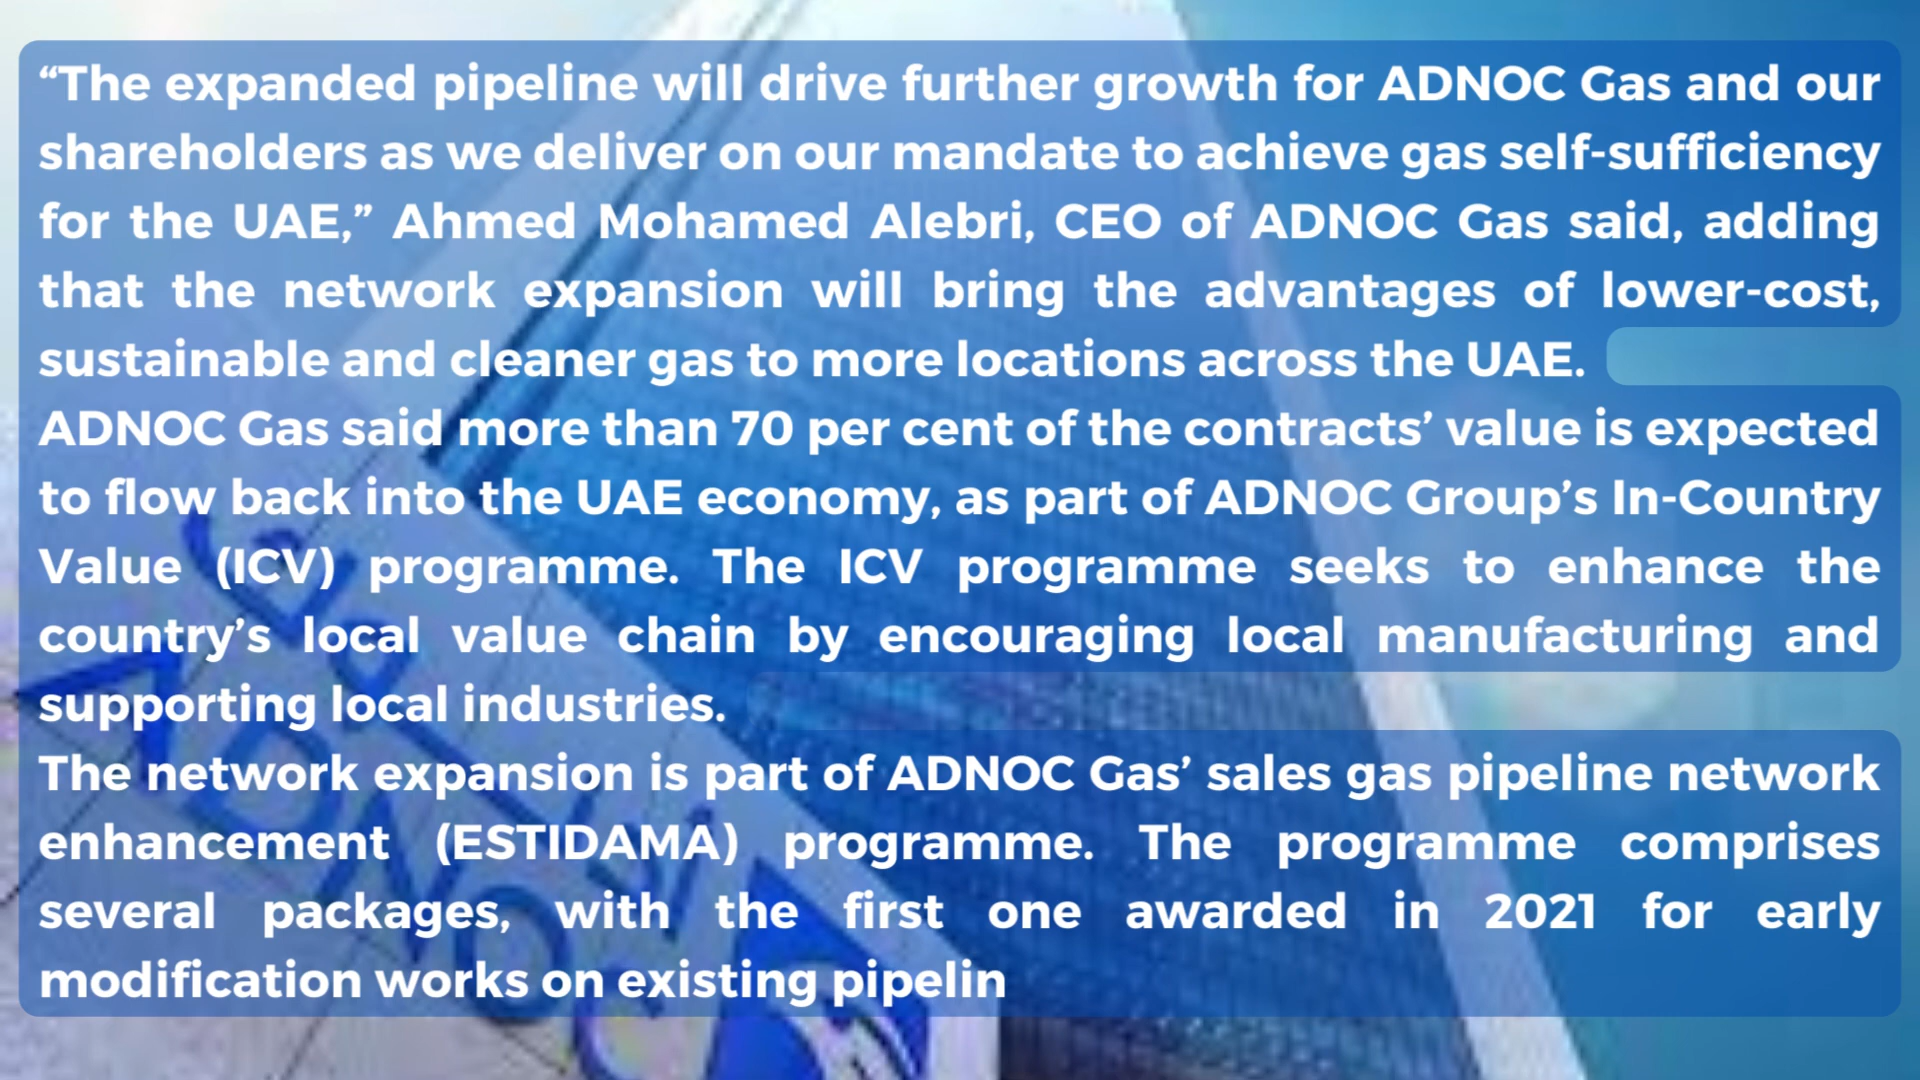 “The expanded pipeline will drive further growth for ADNOC Gas and our
shareholders as we deliver on our mandate to achieve gas self-sufficiency
for the UAE,” Ahmed Mohamed Alebri, CEO of ADNOC Gas said, adding
that the network expansion will bring the advantages of lower-cost,
sustainable and cleaner gas to more locations across the UAE.
ADNOC Gas said more than 70 per cent of the contracts’ value is expected
to flow back into the UAE economy, as part of ADNOC Group’s In-Country
Value (ICV) programme. The ICV programme seeks to enhance the
country’s local value chain by encouraging local manufacturing and
supporting local industries.
The network expansion is part of ADNOC Gas’ sales gas pipeline network
enhancement (ESTIDAMA) programme. The programme comprises
several packages, with the first one awarded in 2021 for early
modification works on existing pipelin